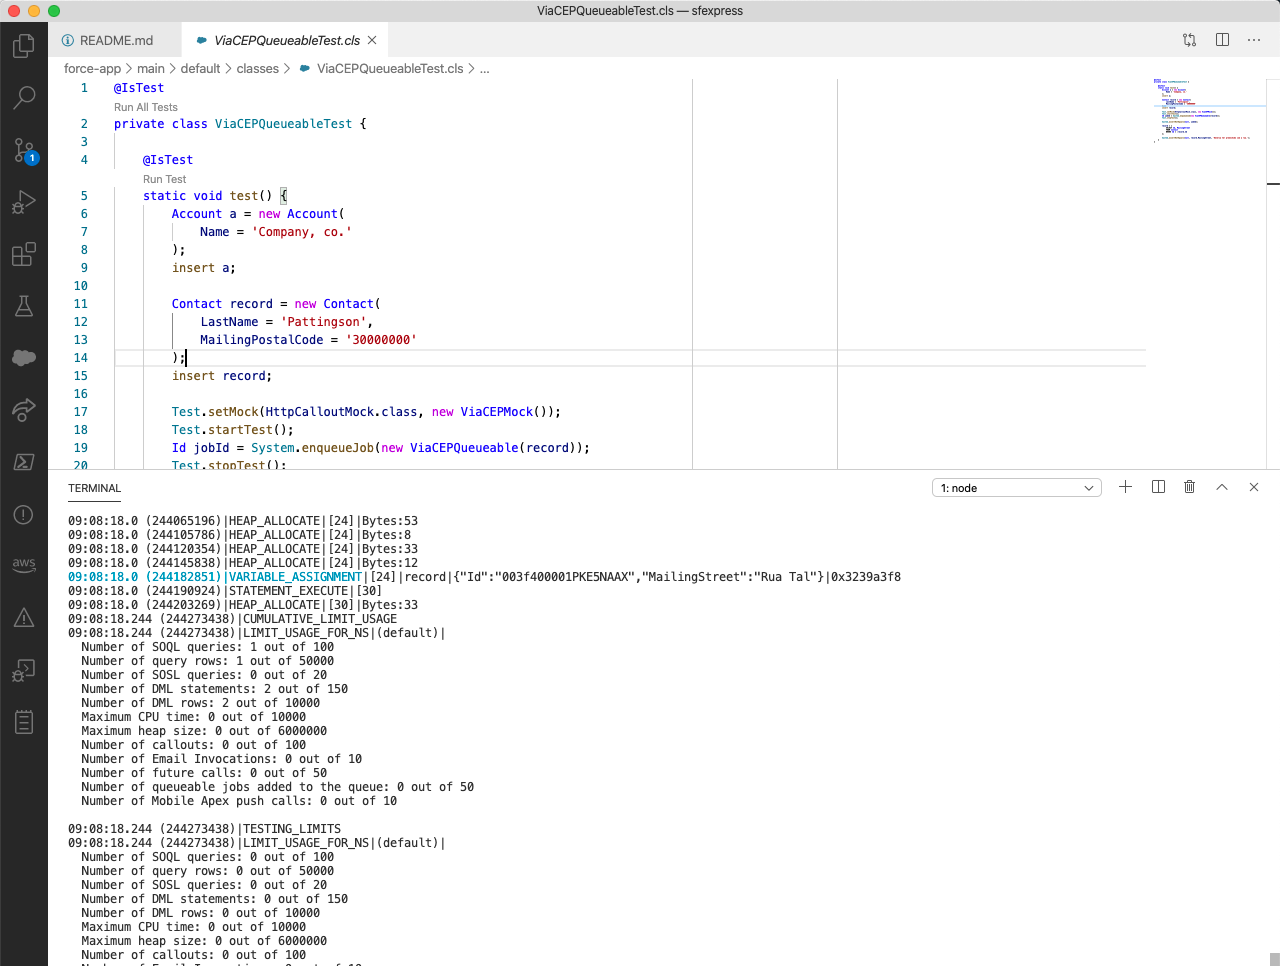 ViaCEPQueueableTest.cls — sfexpress
README.md
ViaCEPQueueableTest.cls
force-app > main > default > classes > ViaCEPQueueableTest.cls > ...
1 @IsTest
Run All Tests
2 private class ViaCEPQueueableTest {
3
4 @IsTest
Run Test
5 static void test() {
6 Account a = new Account(
7 Name = 'Company, co.'
8 );
9 insert a;
10
11 Contact record = new Contact(
12 LastName = 'Pattingson',
13 MailingPostalCode = '30000000'
14 );
15 insert record;
16
17 Test.setMock(HttpCalloutMock.class, new ViaCEPMock());
18 Test.startTest();
19 Id jobId = System.enqueueJob(new ViaCEPQueueable(record));
20 Test.stopTest();
1
aws
TERMINAL
1: node
09:08:18.0 (244065196)|HEAP_ALLOCATE|[24]|Bytes:53
09:08:18.0 (244105786)|HEAP_ALLOCATE|[24]|Bytes:8
09:08:18.0 (244120354)|HEAP_ALLOCATE|[24]|Bytes:33
09:08:18.0 (244145838)|HEAP_ALLOCATE|[24]|Bytes:12
09:08:18.0 (244182851)|VARIABLE_ASSIGNMENT|[24]|record|{"Id":"003f400001PKE5NAAX","MailingStreet":"Rua Tal"}|0x3239a3f8
09:08:18.0 (244190924)|STATEMENT_EXECUTE|[30]
09:08:18.0 (244203269)|HEAP_ALLOCATE|[30]|Bytes:33
09:08:18.244 (244273438)|CUMULATIVE_LIMIT_USAGE
09:08:18.244 (244273438)|LIMIT_USAGE_FOR_NS|(default)|
Number of SOQL queries: 1 out of 100
Number of query rows: 1 out of 50000
Number of SOSL queries: 0 out of 20
Number of DML statements: 2 out of 150
Number of DML rows: 2 out of 10000
Maximum CPU time: 0 out of 10000
Maximum heap size: 0 out of 6000000
Number of callouts: 0 out of 100
Number of Email Invocations: 0 out of 10
Number of future calls: 0 out of 50
Number of queueable jobs added to the queue: 0 out of 50
Number of Mobile Apex push calls: 0 out of 10
09:08:18.244 (244273438)|TESTING_LIMITS
09:08:18.244 (244273438)|LIMIT_USAGE_FOR_NS|(default)|
Number of SOQL queries: 0 out of 100
Number of query rows: 0 out of 50000
Number of SOSL queries: 0 out of 20
Number of DML statements: 0 out of 150
Number of DML rows: 0 out of 10000
Maximum CPU time: 0 out of 10000
Maximum heap size: 0 out of 6000000
Number of callouts: 0 out of 100